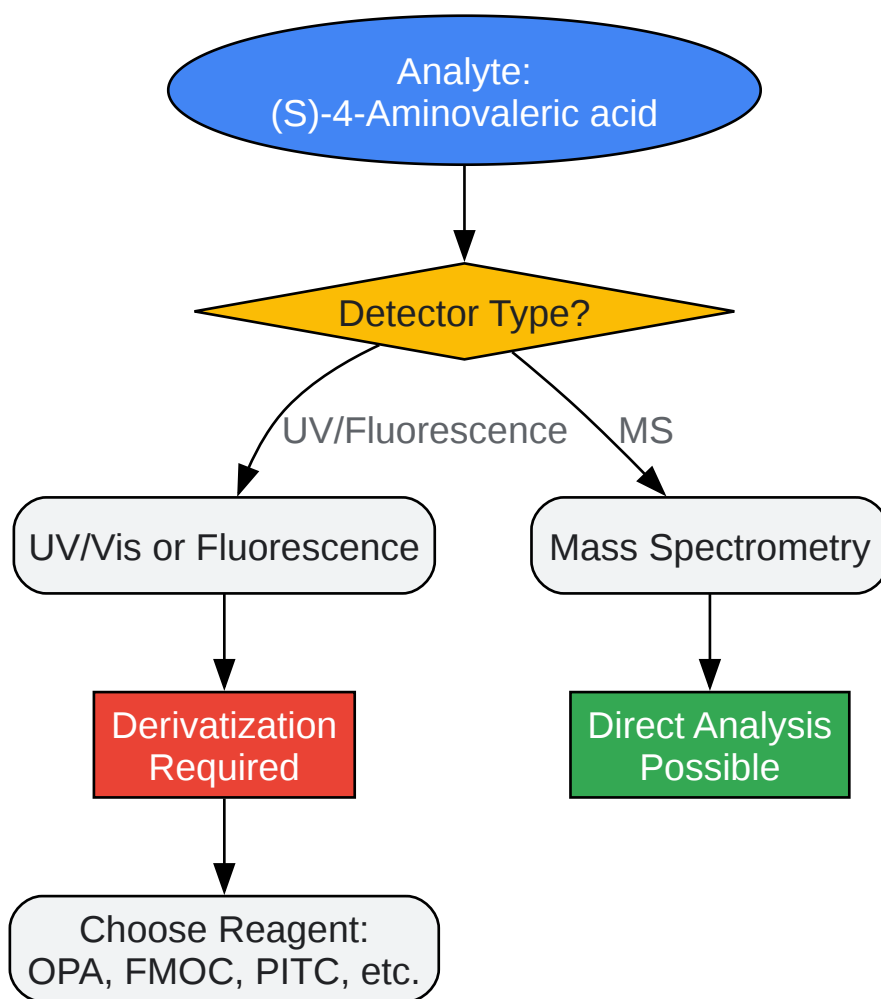 Analyte:
(S)-4-Aminovaleric acid
Detector Type?
UV/Fluorescence
MS
UV/Vis or Fluorescence
Mass Spectrometry
Derivatization
Required
Direct Analysis
Possible
Choose Reagent:
OPA, FMOC, PITC, etc.